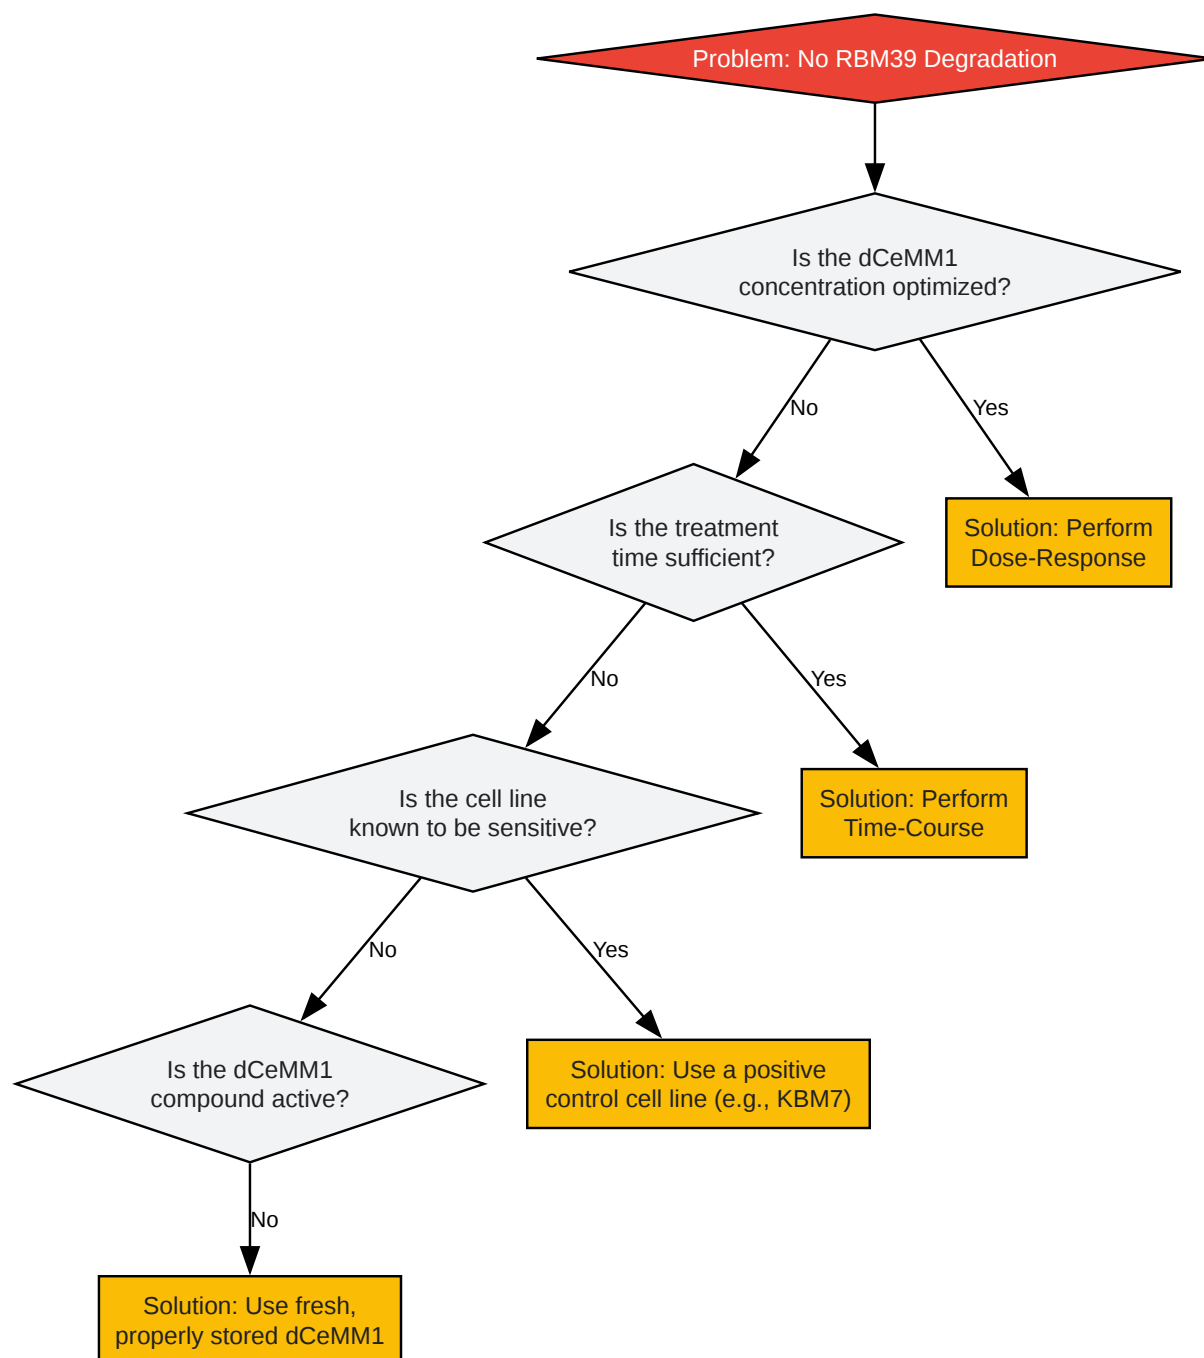 Problem: No RBM39 Degradation
Is the dCeMM1
concentration optimized?
No
Yes
Is the treatment
time sufficient?
Solution: Perform
Dose-Response
No
Yes
Is the cell line
known to be sensitive?
Solution: Perform
Time-Course
No
Yes
Is the dCeMM1
compound active?
Solution: Use a positive
control cell line (e.g., KBM7)
No
Solution: Use fresh,
properly stored dCeMM1